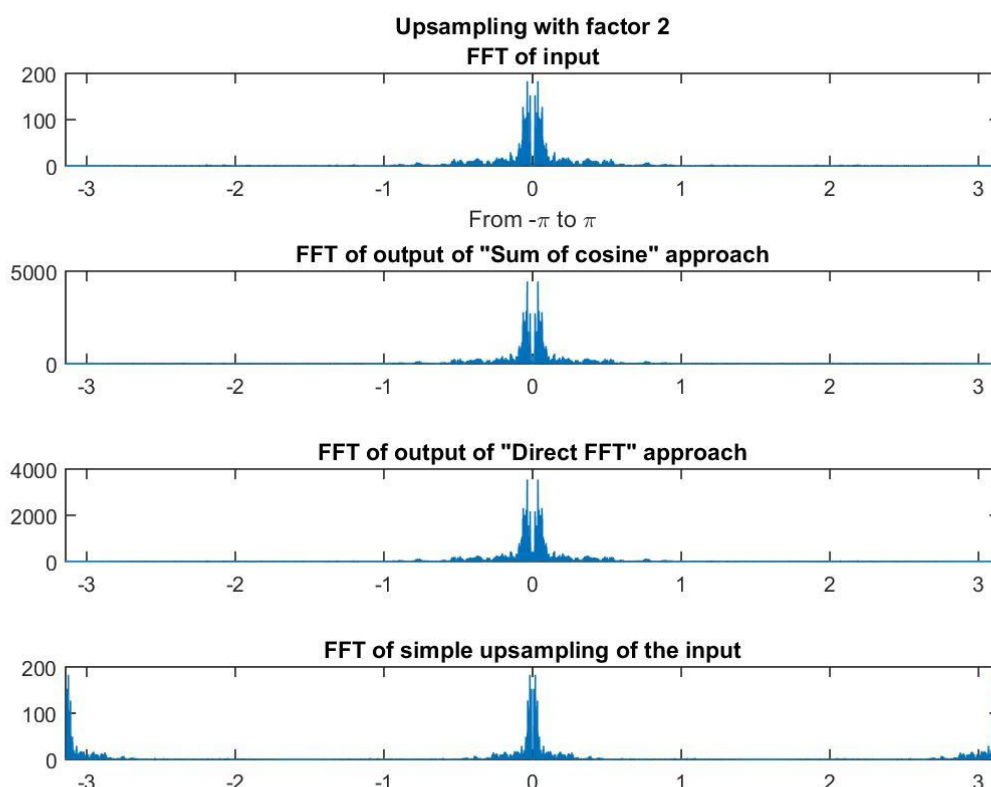 Upsampling with factor 2
FFT of input
200
100
0
-3 -2 -1 0 1 2 3
From -π to π
FFT of output of "Sum of cosine" approach
5000
0
-3 -2 -1 0 1 2 3
FFT of output of "Direct FFT" approach
4000
2000
0
-3 -2 -1 0 1 2 3
FFT of simple upsampling of the input
200
100
0
-3 -2 -1 0 1 2 3